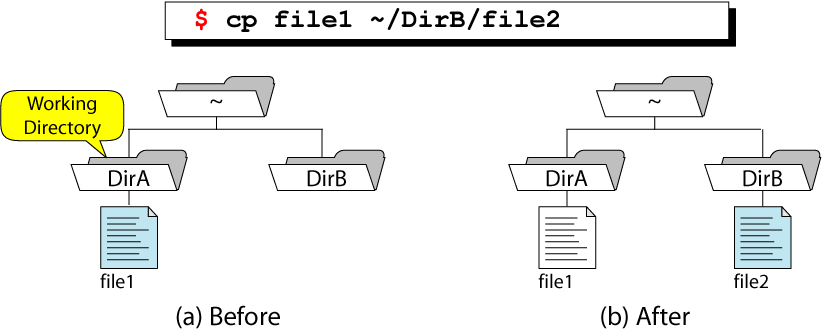 $ cp file1 ~/DirB/file2
Working
Directory
~
DirA
DirB
file1
(a) Before
~
DirA
DirB
file1
file2
(b) After